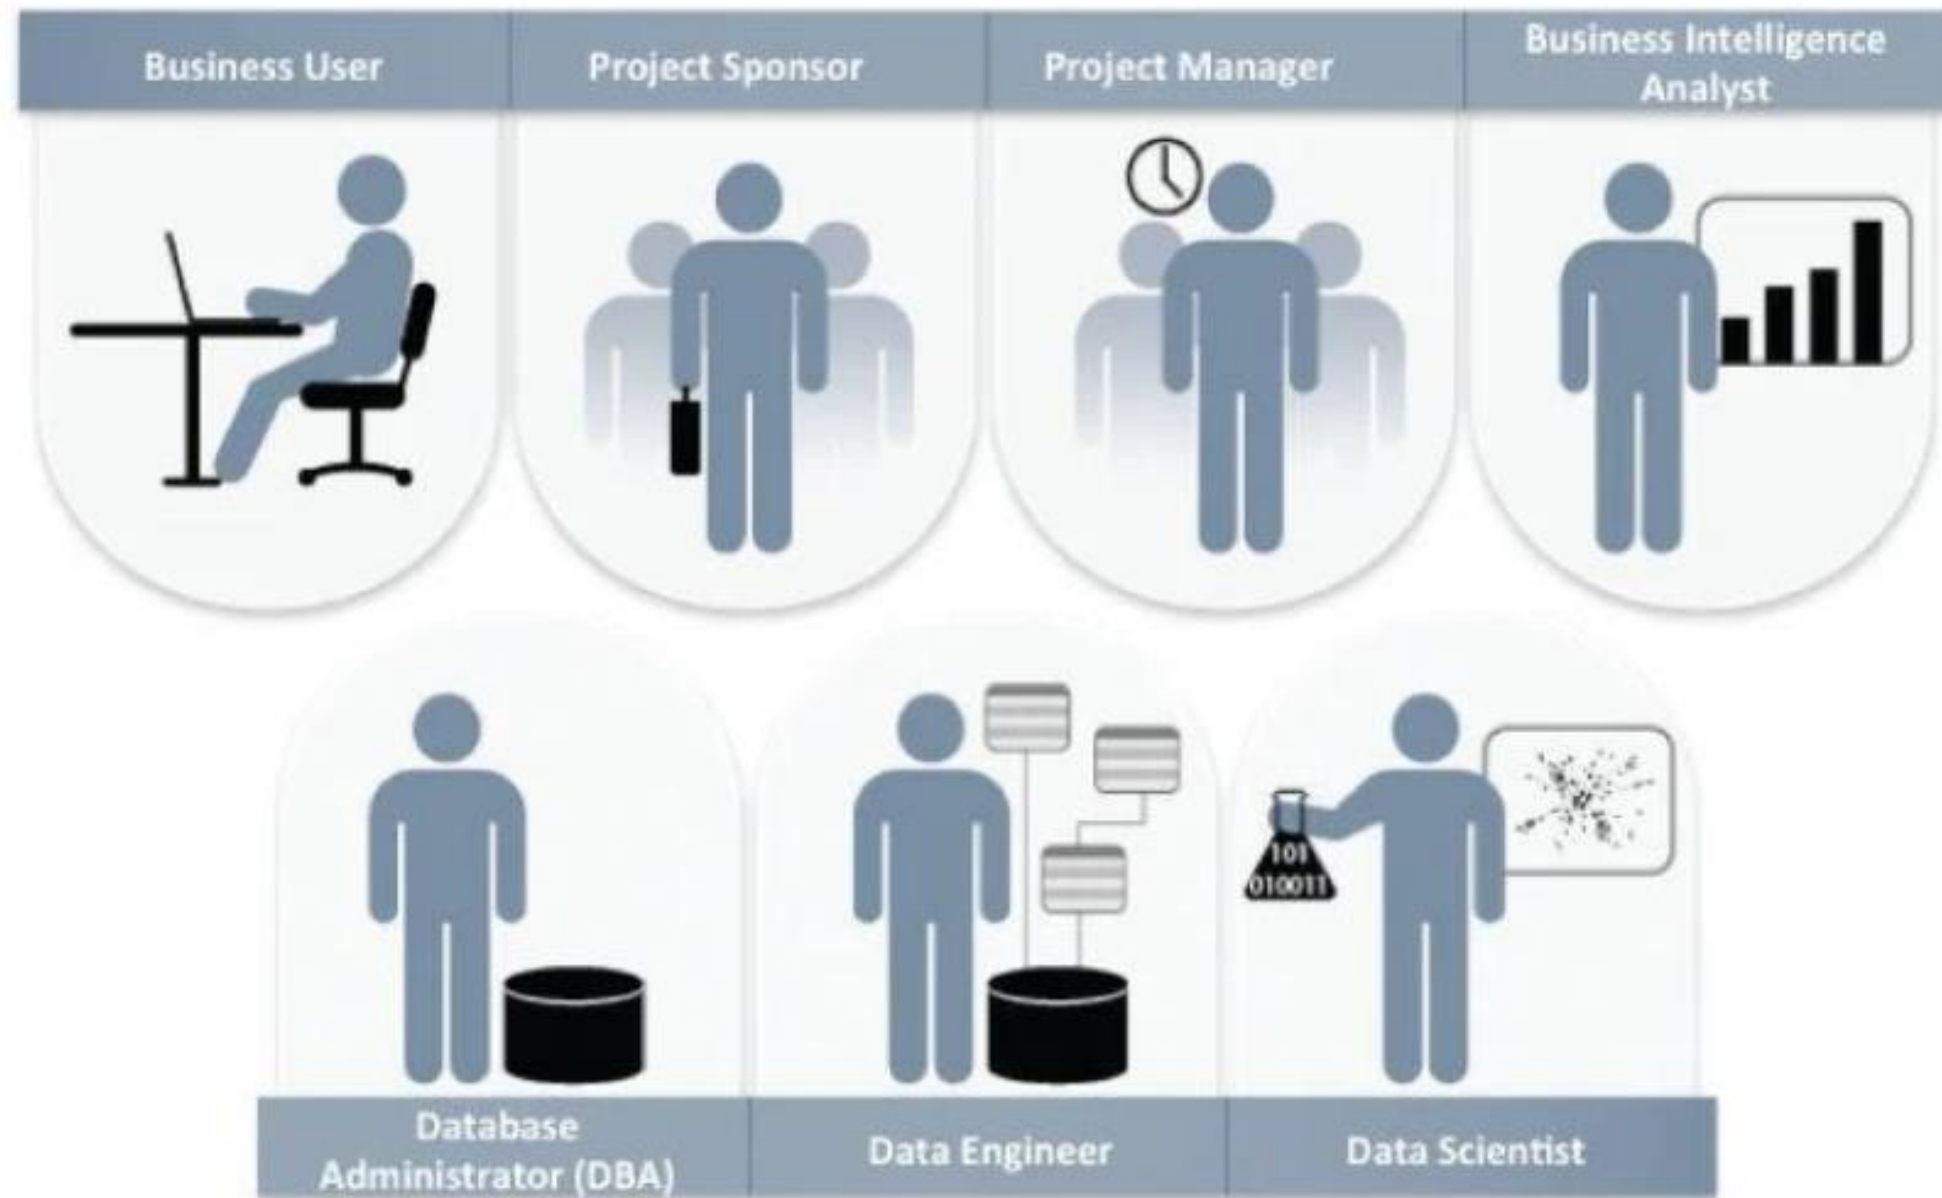 Business User
Project Sponsor
Project Manager
Business Intelligence
Analyst
101
010011
Database
Administrator (DBA)
Data Engineer
Data Scientist